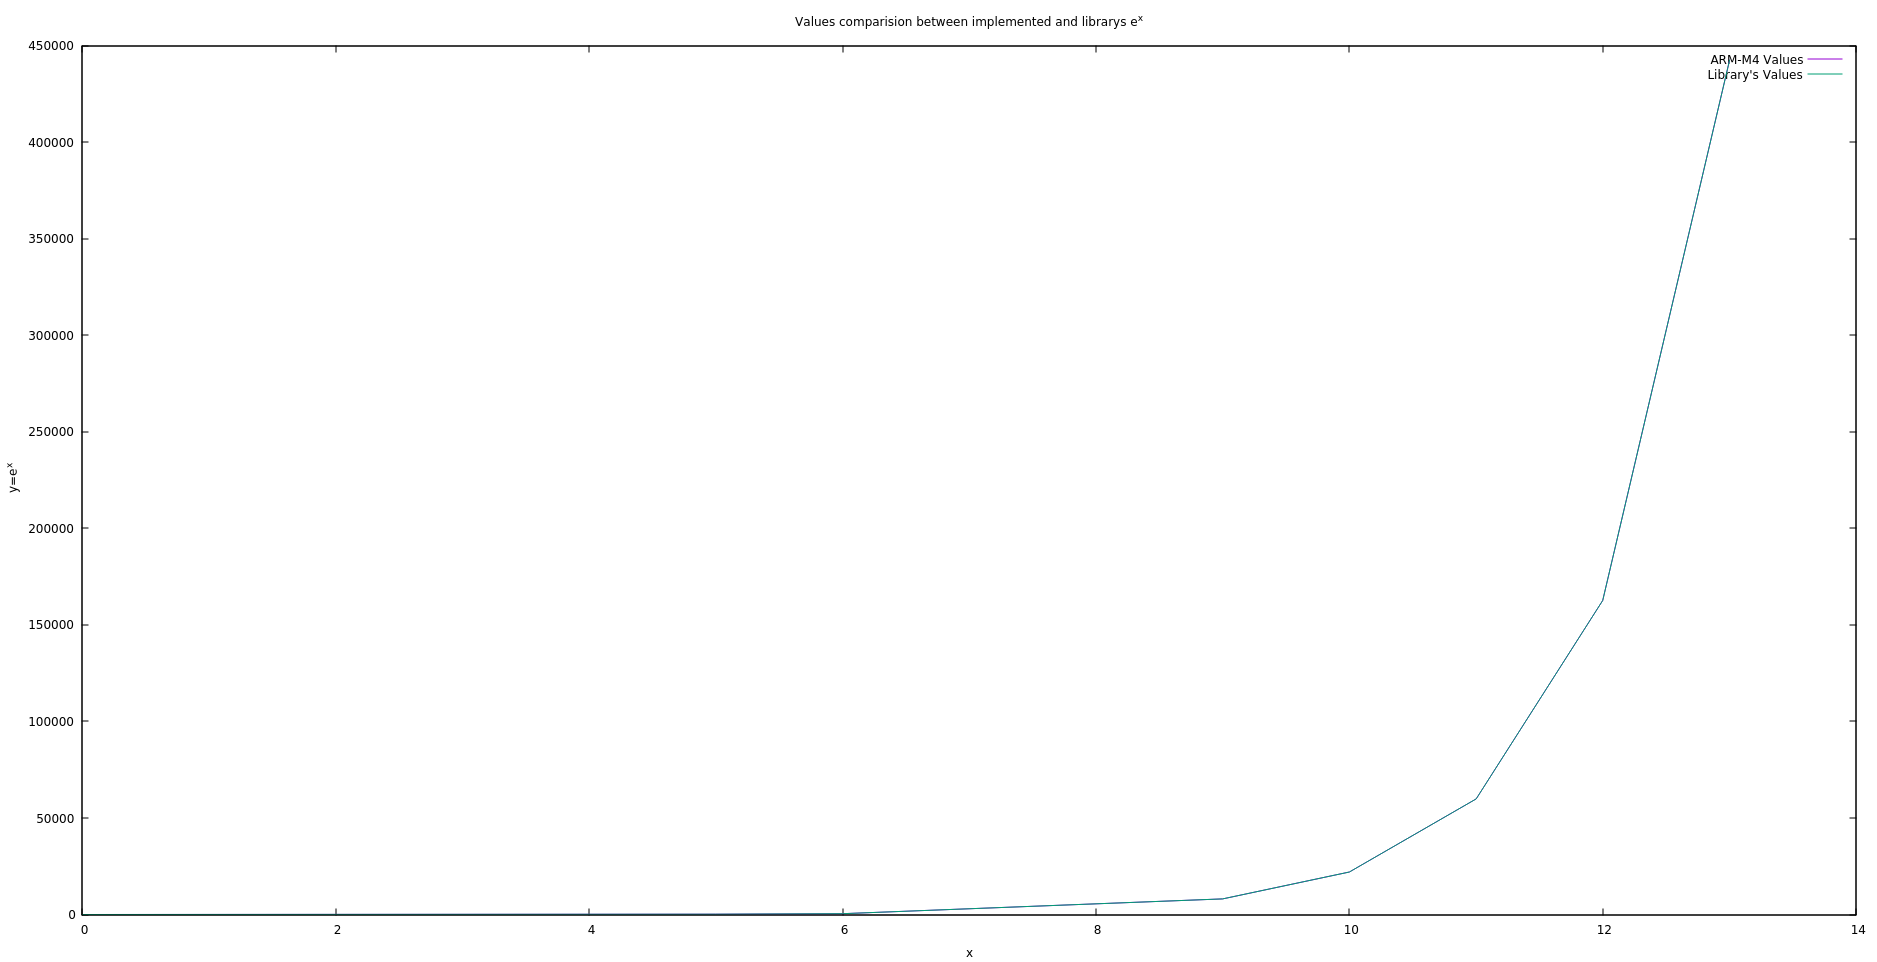 Values comparision between implemented and librarys e^x
450000
400000
350000
300000
250000
200000
150000
100000
50000
0
ARM-M4 Values
Library's Values
y=e^x
0 2 4 6 8 10 12 14
x